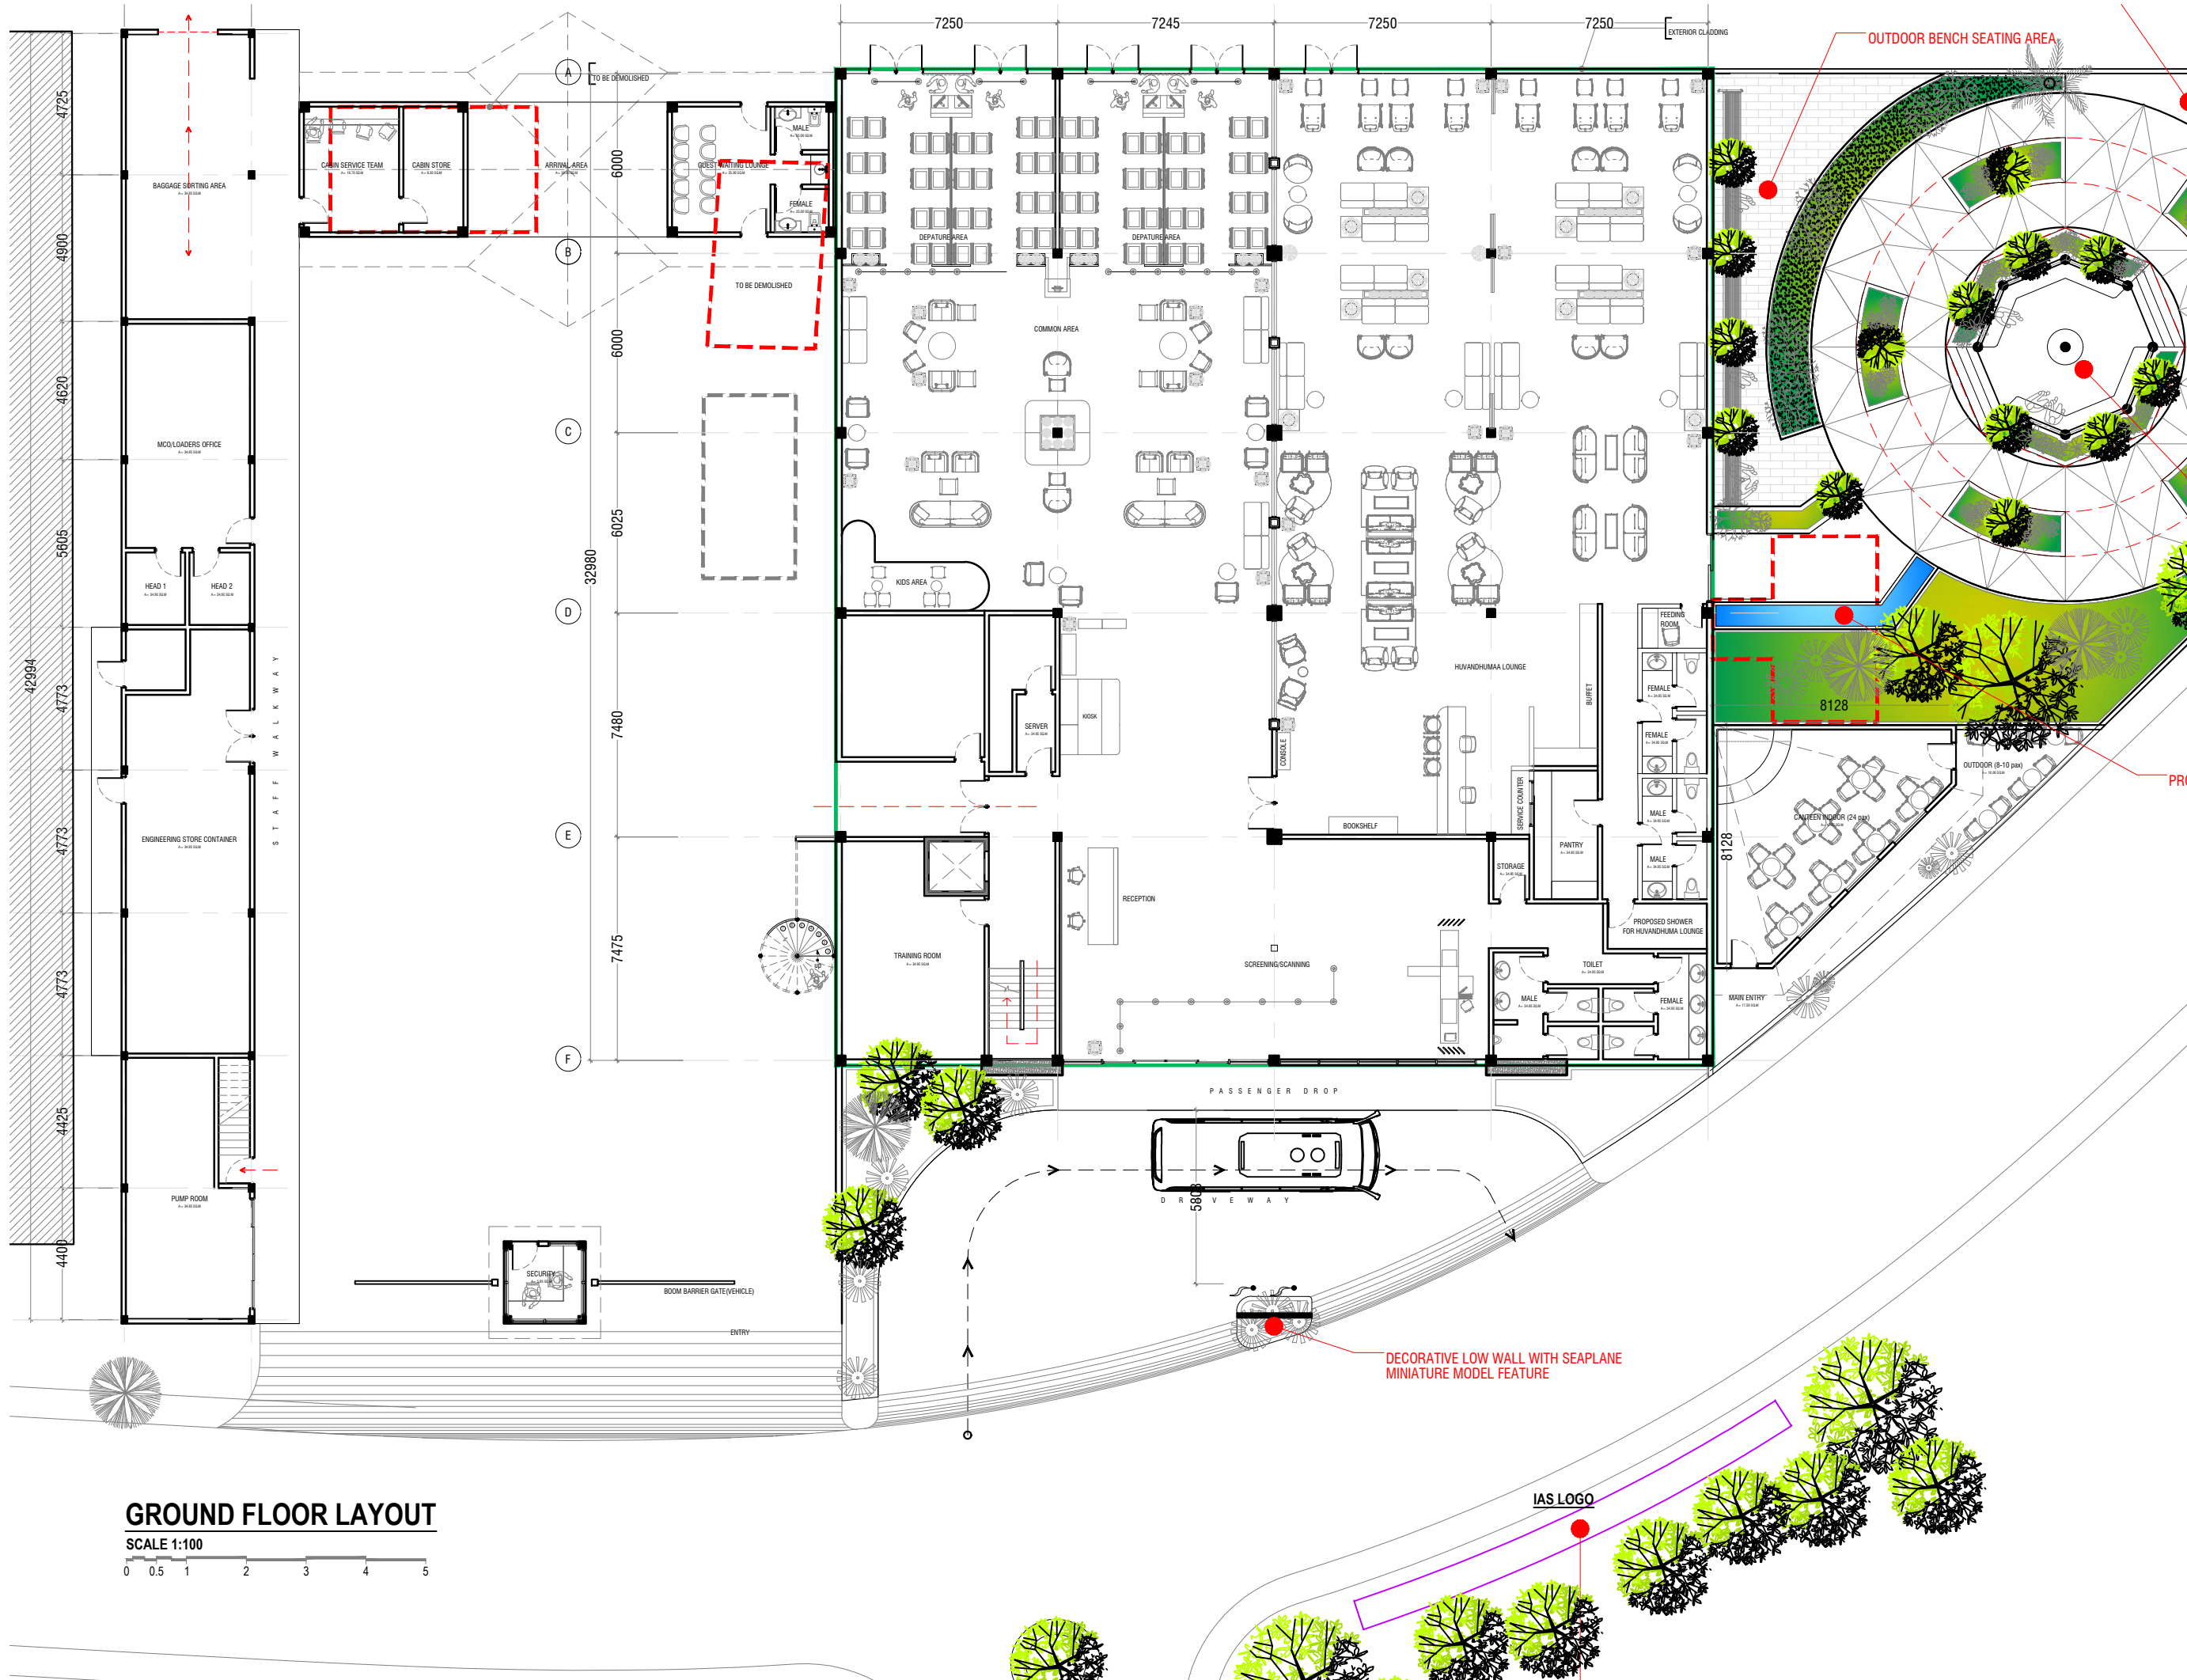 7250
7245
7250
7250
EXTERIOR CLADDING
OUTDOOR BENCH SEATING AREA
A
TO BE DEMOLISHED
4725
6000
MALE
CABIN SERVICE TEAM
CABIN STORE
ARRIVAL AREA
GUEST WAITING LOUNGE
BAGGAGE SORTING AREA
FEMALE
4900
DEPATURE AREA
DEPATURE AREA
B
TO BE DEMOLISHED
COMMON AREA
6000
4620
C
MCO/LOADERS OFFICE
6025
5605
32980
HEAD 1
HEAD 2
KIDS AREA
D
FEEDING
ROOM
42994
STAFF WALKWAY
HUVANDHUMAA LOUNGE
4773
FEMALE
BUFFET
8128
KIOSK
SERVER
7480
FEMALE
CONSOLE
OUTDOOR (8-10 pax)
PRO
SERVICE COUNTER
MALE
CANTEEN INDOOR (24 pax)
BOOKSHELF
E
4773
ENGINEERING STORE CONTAINER
PANTRY
8128
MALE
STORAGE
RECEPTION
PROPOSED SHOWER
FOR HUVANDHUMA LOUNGE
7475
TRAINING ROOM
SCREENING/SCANNING
TOILET
4773
MALE
FEMALE
MAIN ENTRY
F
PASSENGER DROP
4425
PUMP ROOM
DRIVEWAY
5808
4400
SECURITY
BOOM BARRIER GATE(VEHICLE)
ENTRY
DECORATIVE LOW WALL WITH SEAPLANE
MINIATURE MODEL FEATURE
IAS LOGO
GROUND FLOOR LAYOUT
SCALE 1:100
0 0.5 1 2 3 4 5